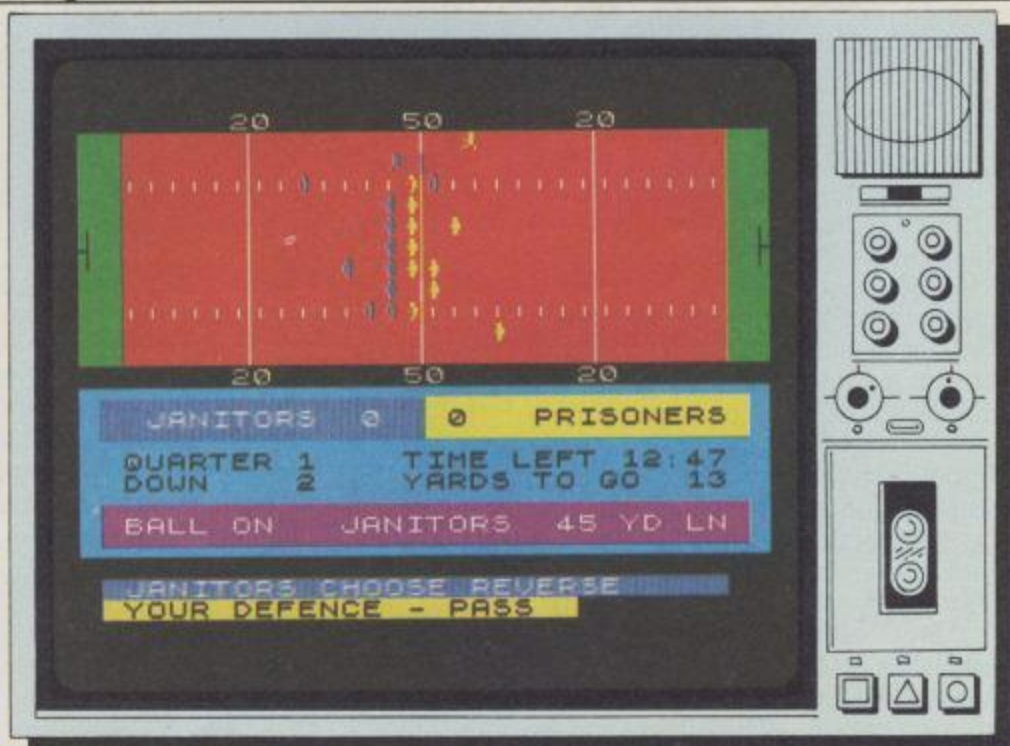 20 50 20
20 50 20
JANITORS 0 0 PRISONERS
QUARTER 1 TIME LEFT 12:47
DOWN 2 YARDS TO GO 13
BALL ON JANITORS 45 YD LN
JANITORS CHOOSE REVERSE
YOUR DEFENCE - PASS